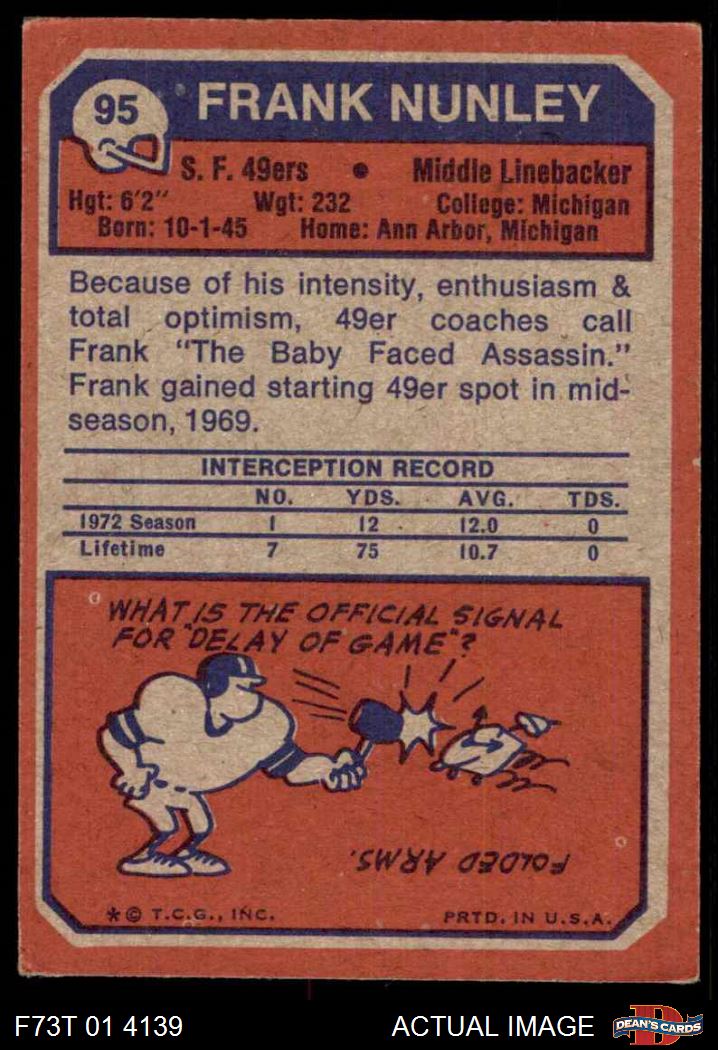 95
FRANK NUNLEY
S. F. 49ers • Middle Linebacker
Hgt: 6'2" Wgt: 232 College: Michigan
Born: 10-1-45 Home: Ann Arbor, Michigan
Because of his intensity, enthusiasm &
total optimism, 49er coaches call
Frank "The Baby Faced Assassin."
Frank gained starting 49er spot in mid-
season, 1969.
INTERCEPTION RECORD
NO. YDS. AVG. TDS.
1972 Season 1 12 12.0 0
Lifetime 7 75 10.7 0
WHAT IS THE OFFICIAL SIGNAL
FOR "DELAY OF GAME"?
FOLDED ARMS.
*© T.C.G., INC. PRTD. IN U.S.A.
F73T 01 4139 ACTUAL IMAGE
D
DEAN'S CARDS